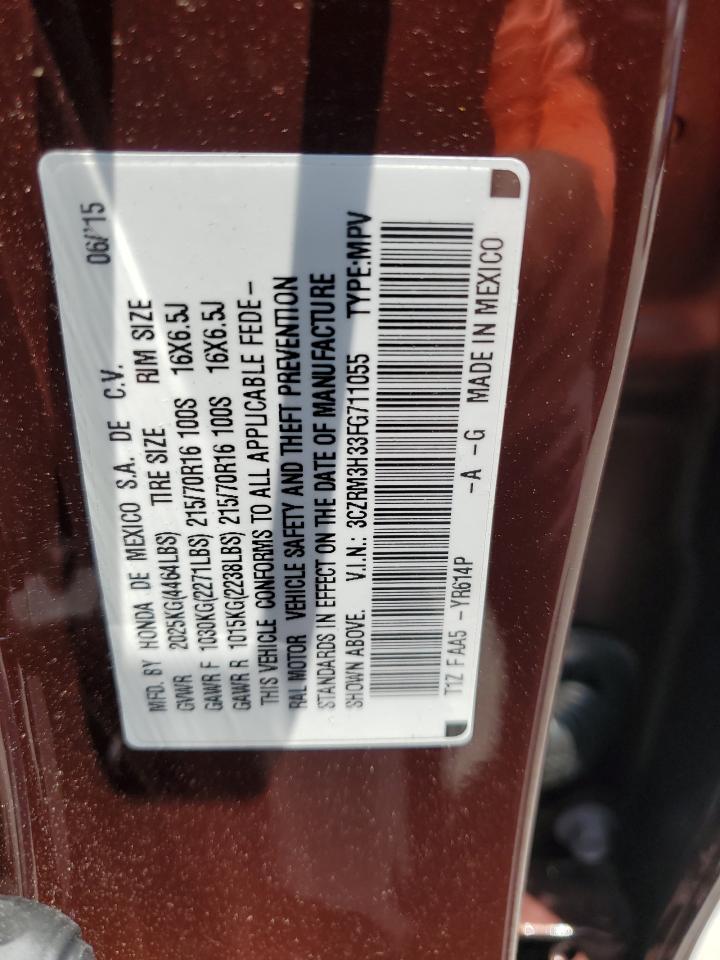 MFD. BY HONDA DE MEXICO S.A. DE C.V. 06/15
GVWR 2025KG(4464LBS) TIRE SIZE RIM SIZE
GAWR F 1030KG(2271LBS) 215/70R16 100S 16X6.5J
GAWR R 1015KG(2238LBS) 215/70R16 100S 16X6.5J
THIS VEHICLE CONFORMS TO ALL APPLICABLE FEDE-
RAL MOTOR VEHICLE SAFETY AND THEFT PREVENTION
STANDARDS IN EFFECT ON THE DATE OF MANUFACTURE
SHOWN ABOVE. V.I.N.: 3CZRM3H33FG711055 TYPE:MPV
T1Z F AA5 -YR614P -A -G MADE IN MEXICO